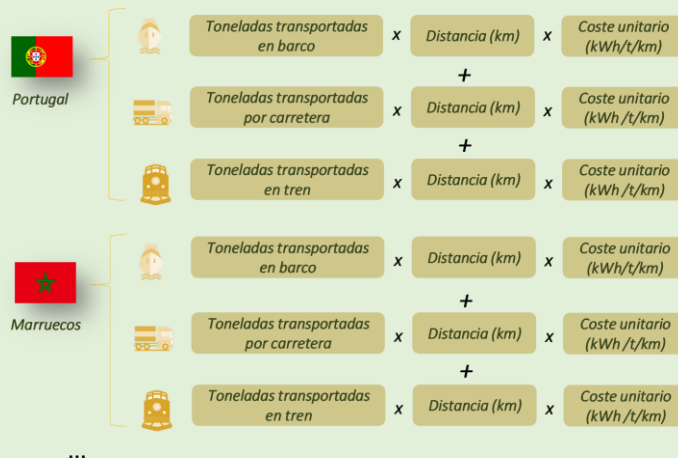 Portugal
Toneladas transportadas
en barco
x
Distancia (km)
x
Coste unitario
(kWh/t/km)
+
Toneladas transportadas
por carretera
x
Distancia (km)
x
Coste unitario
(kWh /t/km)
+
Toneladas transportadas
en tren
x
Distancia (km)
x
Coste unitario
(kWh /t/km)
Marruecos
Toneladas transportadas
en barco
x
Distancia (km)
x
Coste unitario
(kWh/t/km)
+
Toneladas transportadas
por carretera
x
Distancia (km)
x
Coste unitario
(kWh /t/km)
+
Toneladas transportadas
en tren
x
Distancia (km)
x
Coste unitario
(kWh /t/km)
...